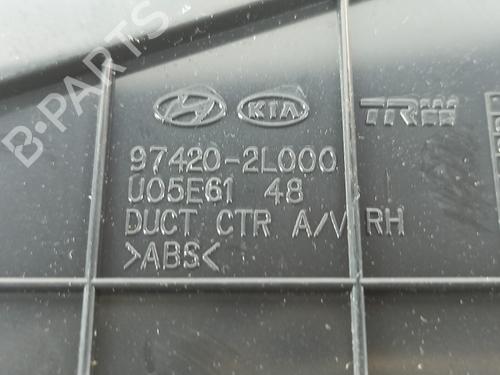 B-PARTS
KIA TRW
97420-2L000
U05E61 48
DUCT CTR A/V RH
>ABS<